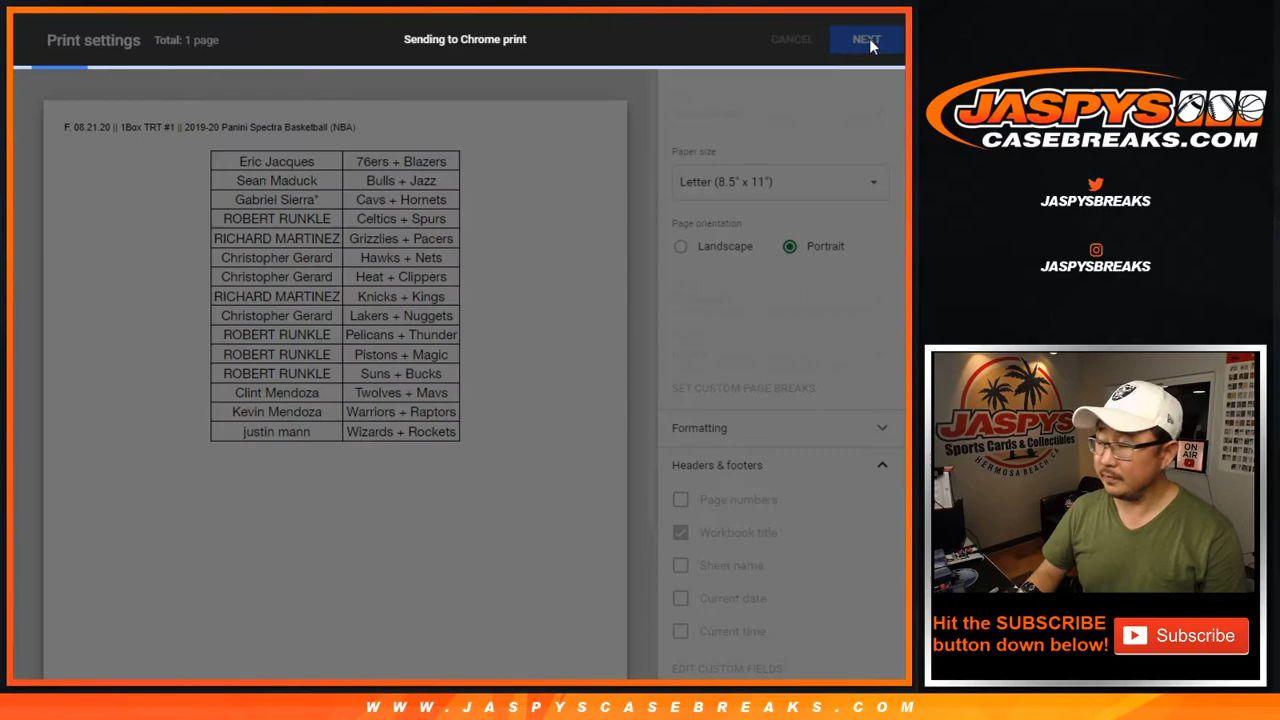 Print settings Total: 1 page Sending to Chrome print CANCEL NEXT
F, 08.21.20 || 1Box TRT #1 || 2019-20 Panini Spectra Basketball (NBA)
Eric Jacques 76ers + Blazers
Sean Maduck Bulls + Jazz
Gabriel Sierra* Cavs + Hornets
ROBERT RUNKLE Celtics + Spurs
RICHARD MARTINEZ Grizzlies + Pacers
Christopher Gerard Hawks + Nets
Christopher Gerard Heat + Clippers
RICHARD MARTINEZ Knicks + Kings
Christopher Gerard Lakers + Nuggets
ROBERT RUNKLE Pelicans + Thunder
ROBERT RUNKLE Pistons + Magic
ROBERT RUNKLE Suns + Bucks
Clint Mendoza Twolves + Mavs
Kevin Mendoza Warriors + Raptors
justin mann Wizards + Rockets
Paper size
Letter (8.5" x 11")
Page orientation
Landscape Portrait
SET CUSTOM PAGE BREAKS
Formatting
Headers & footers
Page numbers
Workbook title
Sheet name
Current date
Current time
EDIT CUSTOM FIELDS
JASPYS
CASEBREAKS.COM
JASPYSBREAKS
JASPYSBREAKS
JASPYS
Sports Cards & Collectibles
HERMOSA BEACH CA
ON
AIR
Hit the SUBSCRIBE
button down below!
Subscribe
WWW.JASPYSCASEBREAKS.COM